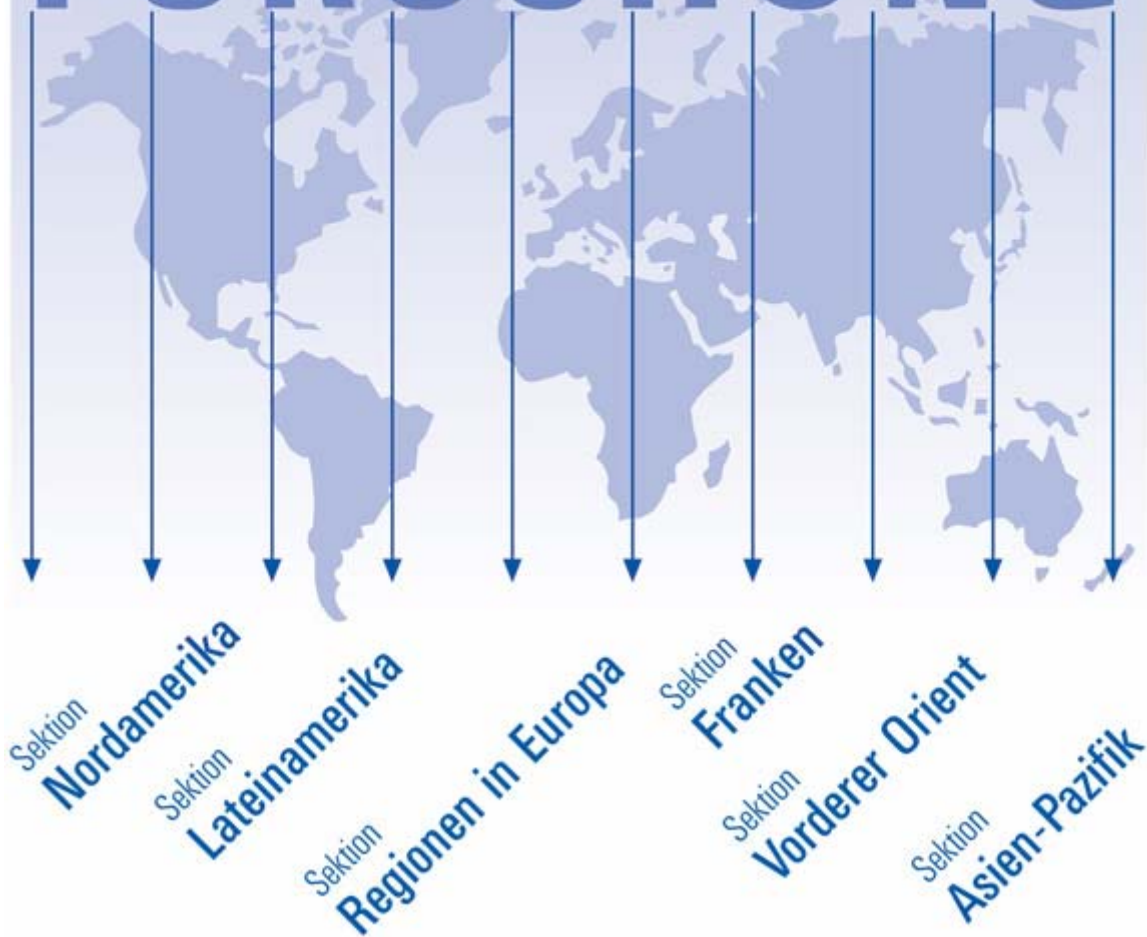 Sektion
Nordamerika
Sektion
Lateinamerika
Sektion
Regionen in Europa
Sektion
Franken
Sektion
Vorderer Orient
Sektion
Asien-Pazifik